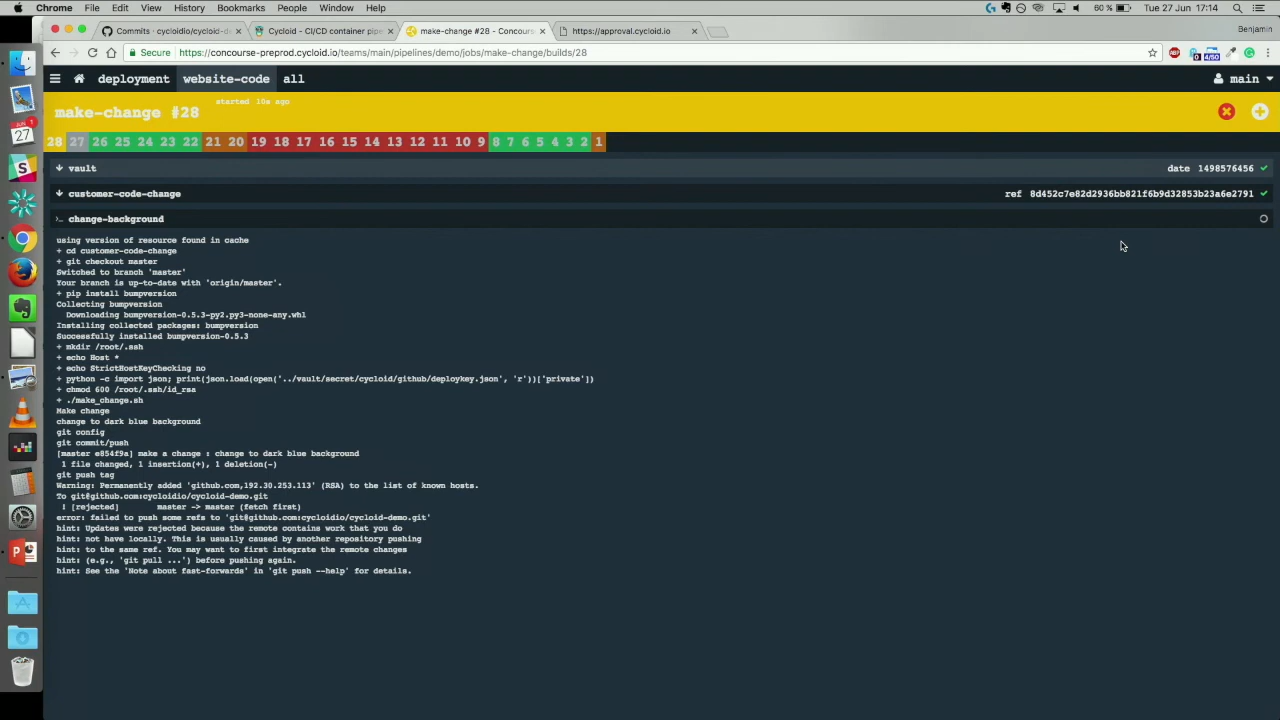 Chrome File Edit View History Bookmarks People Window Help 60 % Tue 27 Jun 17:14
Commits · cycloidio/cycloid-de Cycloid - CI/CD container pipe make-change #28 - Concours https://approval.cycloid.io Benjamin
Secure https://concourse-preprod.cycloid.io/teams/main/pipelines/demo/jobs/make-change/builds/28
deployment website-code all main
make-change #28 started 10s ago
28 27 26 25 24 23 22 21 20 19 18 17 16 15 14 13 12 11 10 9 8 7 6 5 4 3 2 1
vault date 1498576456
customer-code-change ref 8d452c7e82d2936bb821f6b9d32853b23a6e2791
>_ change-background
using version of resource found in cache
+ cd customer-code-change
+ git checkout master
Switched to branch 'master'
Your branch is up-to-date with 'origin/master'.
+ pip install bumpversion
Collecting bumpversion
Downloading bumpversion-0.5.3-py2.py3-none-any.whl
Installing collected packages: bumpversion
Successfully installed bumpversion-0.5.3
+ mkdir /root/.ssh
+ echo Host *
+ echo StrictHostKeyChecking no
+ python -c import json; print(json.load(open('../vault/secret/cycloid/github/deploykey.json', 'r'))['private'])
+ chmod 600 /root/.ssh/id_rsa
+ ./make_change.sh
Make change
change to dark blue background
git config
git commit/push
[master e854f9a] make a change : change to dark blue background
1 file changed, 1 insertion(+), 1 deletion(-)
git push tag
Warning: Permanently added 'github.com,192.30.253.113' (RSA) to the list of known hosts.
To git@github.com:cycloidio/cycloid-demo.git
! [rejected] master -> master (fetch first)
error: failed to push some refs to 'git@github.com:cycloidio/cycloid-demo.git'
hint: Updates were rejected because the remote contains work that you do
hint: not have locally. This is usually caused by another repository pushing
hint: to the same ref. You may want to first integrate the remote changes
hint: (e.g., 'git pull ...') before pushing again.
hint: See the 'Note about fast-forwards' in 'git push --help' for details.